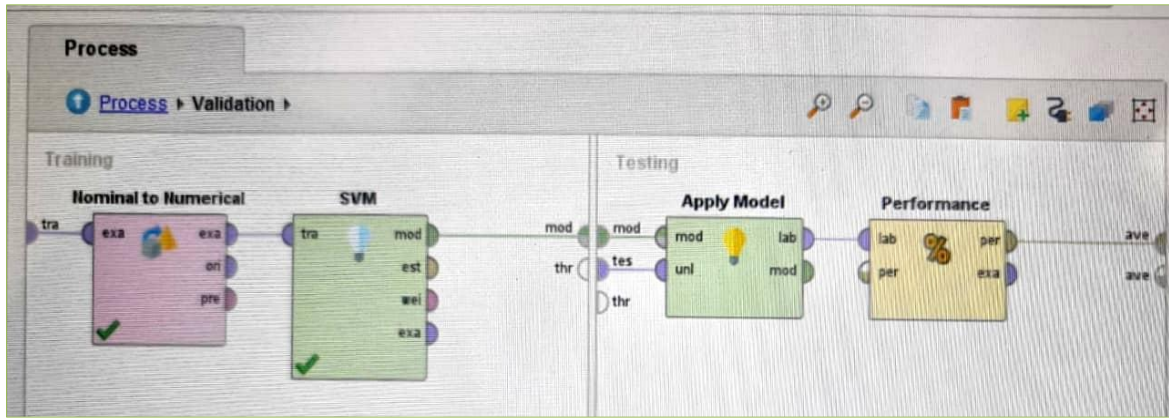 Process
Process ▸ Validation ▸
Training
Testing
Nominal to Numerical
SVM
Apply Model
Performance
tra
exa
exa
on
pre
tra
mod
est
wei
exa
mod
thr
mod
tes
thr
mod
unl
lab
mod
lab
per
per
exa
ave
ave